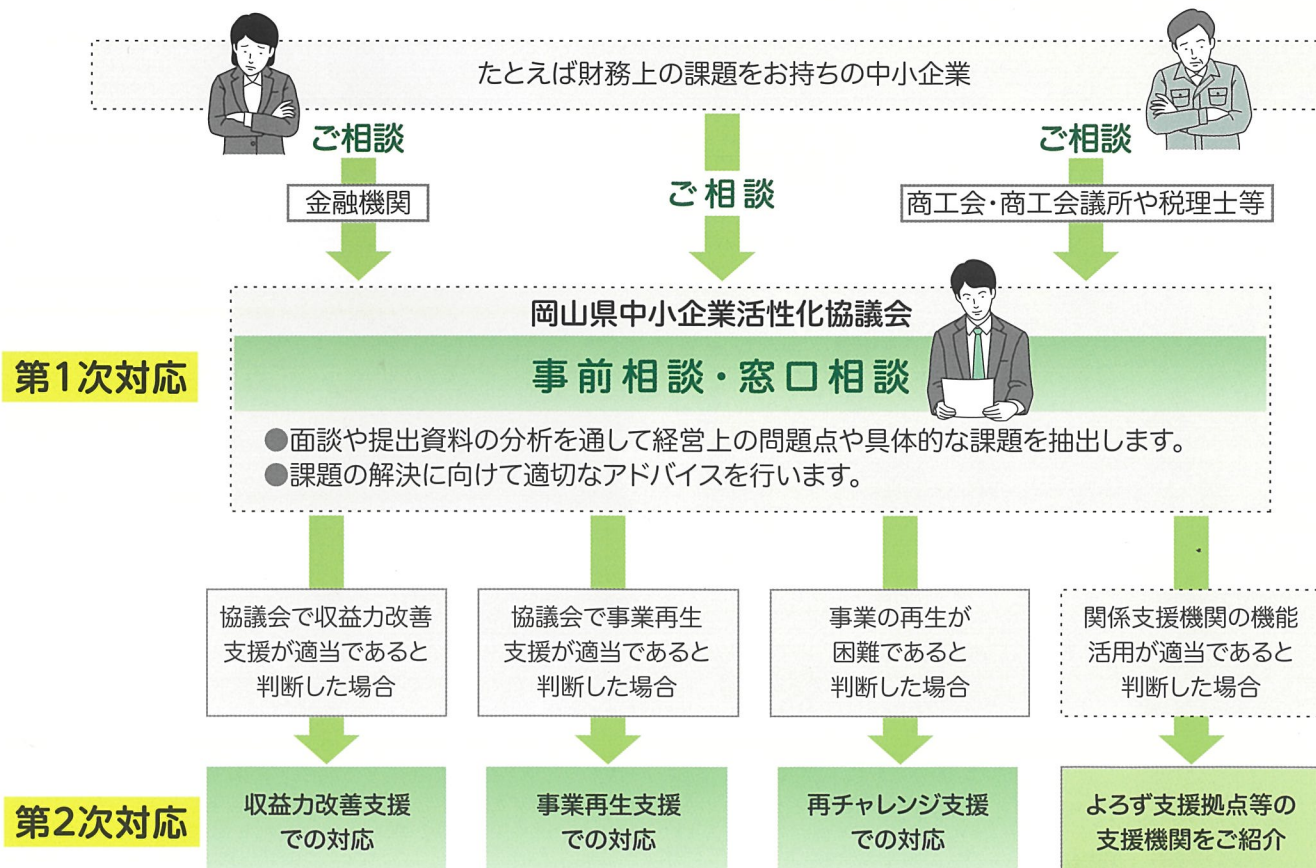 たとえば財務上の課題をお持ちの中小企業
ご相談
ご相談
ご相談
金融機関
商工会・商工会議所や税理士等
岡山県中小企業活性化協議会
第1次対応
事前相談・窓口相談
●面談や提出資料の分析を通して経営上の問題点や具体的な課題を抽出します。
●課題の解決に向けて適切なアドバイスを行います。
協議会で収益力改善
支援が適当であると
判断した場合
協議会で事業再生
支援が適当であると
判断した場合
事業の再生が
困難であると
判断した場合
関係支援機関の機能
活用が適当であると
判断した場合
第2次対応
収益力改善支援
での対応
事業再生支援
での対応
再チャレンジ支援
での対応
よろず支援拠点等の
支援機関をご紹介